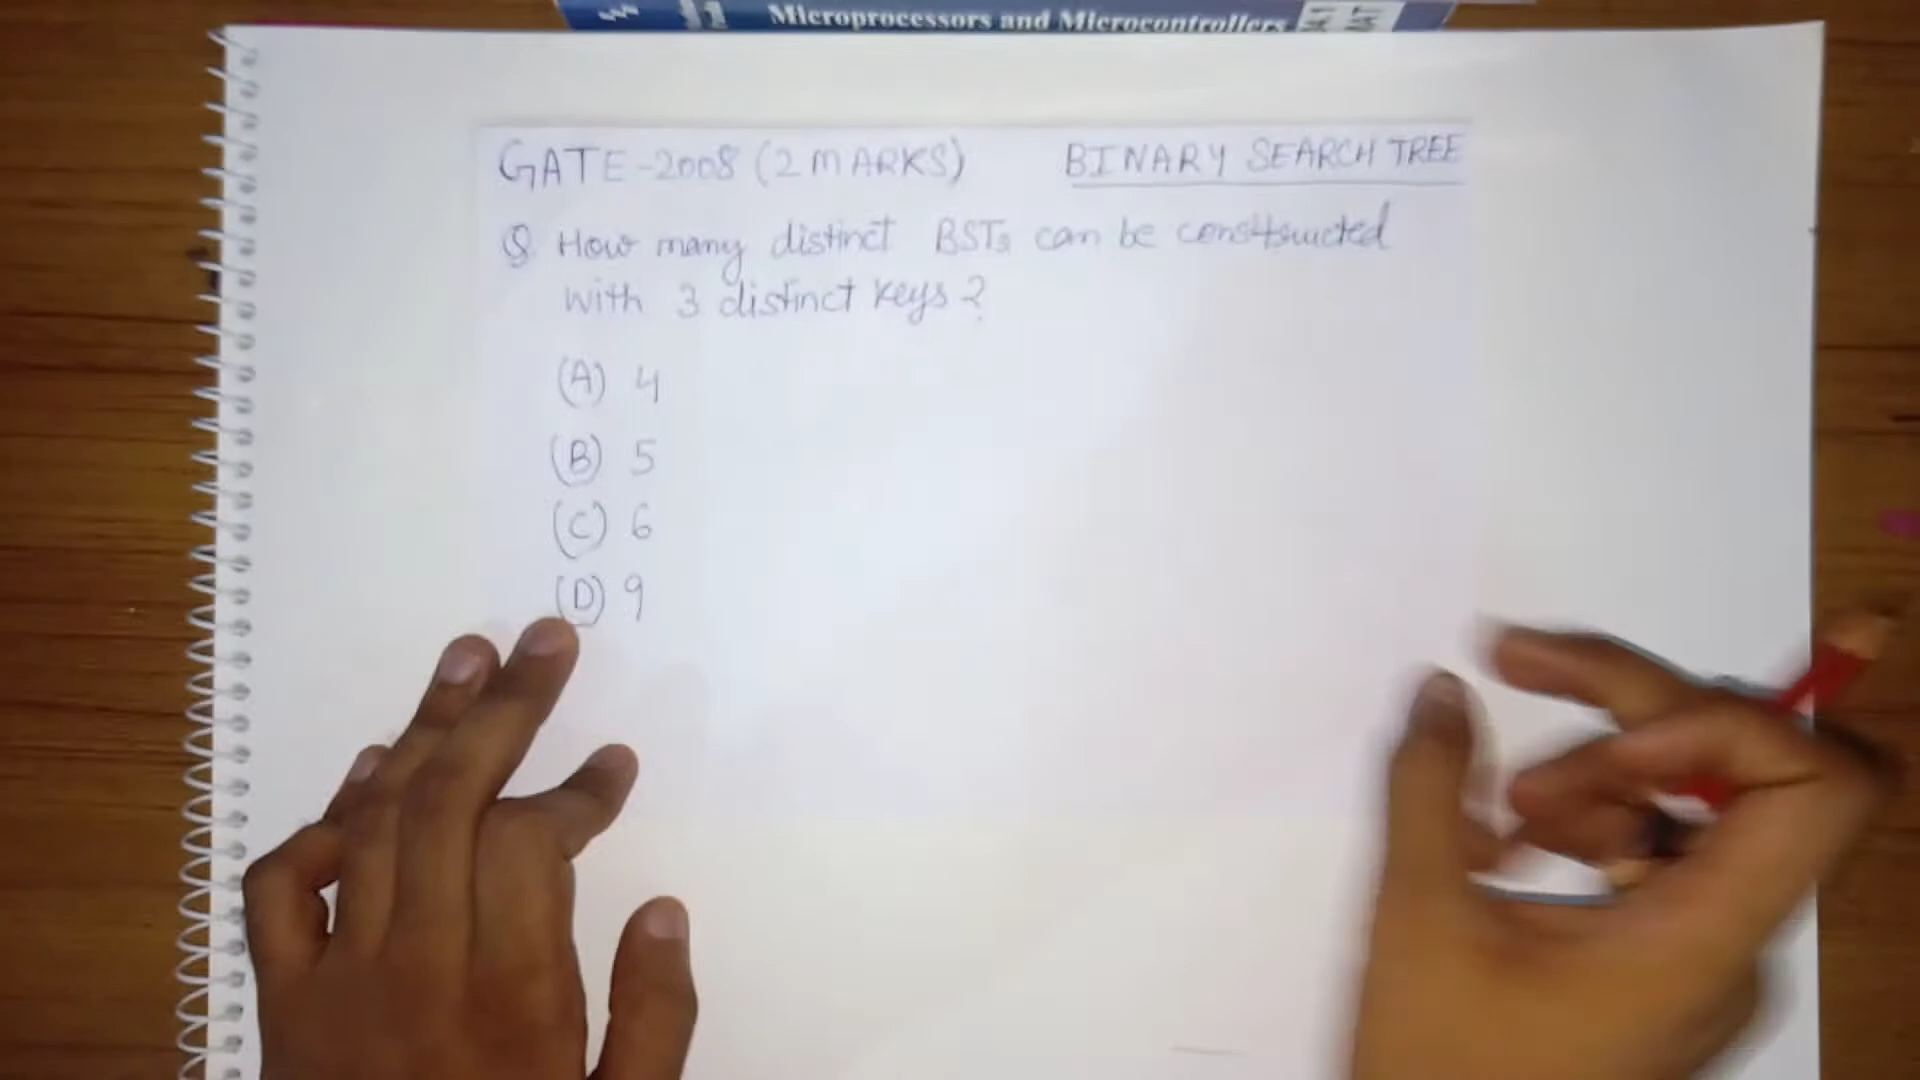 Microprocessors and Microcontrollers
GATE-2008 (2 MARKS) BINARY SEARCH TREE
Q. How many distinct BSTs can be constructed
with 3 distinct keys?
(A) 4
(B) 5
(C) 6
(D) 9